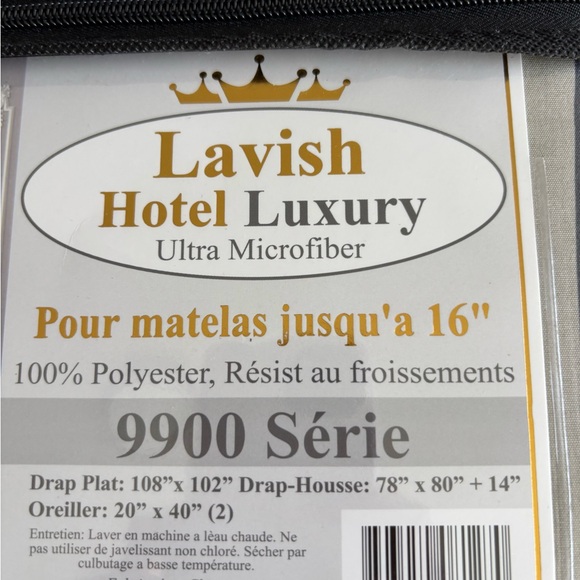 Lavish
Hotel Luxury
Ultra Microfiber
Pour matelas jusqu'a 16"
100% Polyester, Résist au froissements
9900 Série
Drap Plat: 108”x 102” Drap-Housse: 78” x 80” + 14”
Oreiller: 20” x 40” (2)
Entretien: Laver en machine a lèau chaude. Ne
pas utiliser de javelissant non chloré. Sécher par
culbutage a basse température.